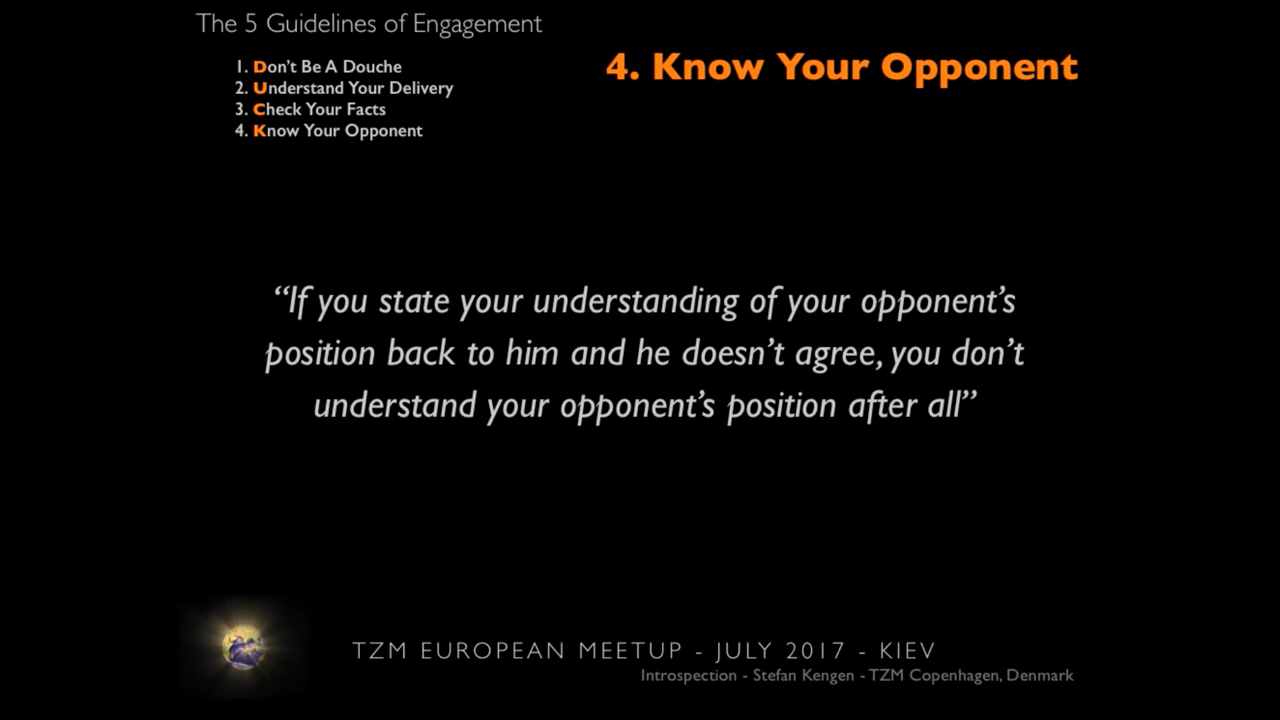 The 5 Guidelines of Engagement
1. Don't Be A Douche
2. Understand Your Delivery
3. Check Your Facts
4. Know Your Opponent
4. Know Your Opponent
“If you state your understanding of your opponent’s
position back to him and he doesn’t agree, you don’t
understand your opponent’s position after all”
TZM EUROPEAN MEETUP - JULY 2017 - KIEV
Introspection - Stefan Kengen - TZM Copenhagen, Denmark